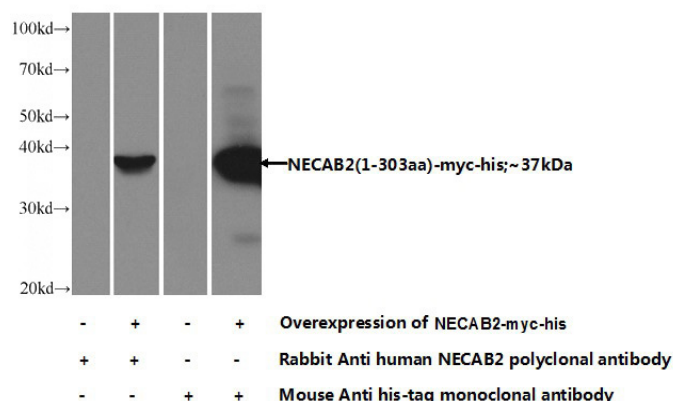 100kd→
70kd→
50kd→
40kd→
NECAB2(1-303aa)-myc-his;~37kDa
30kd→
20kd→
- + - + Overexpression of NECAB2-myc-his
+ + - - Rabbit Anti human NECAB2 polyclonal antibody
- - + + Mouse Anti his-tag monoclonal antibody